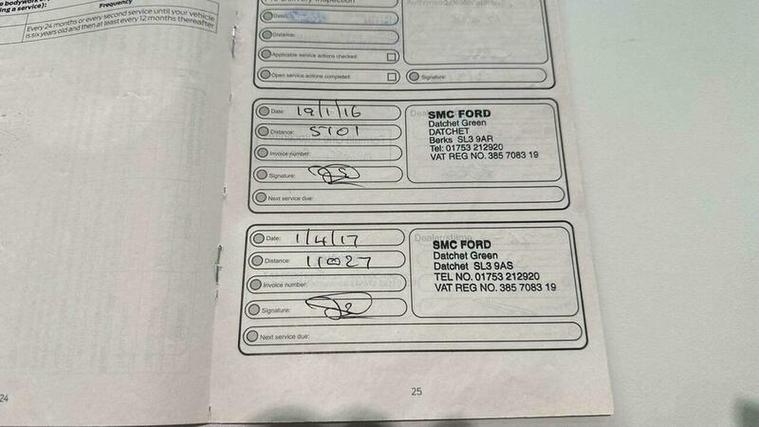 ing a service):
Frequency
Every 24 months or every second service until your vehicle
is six years old and then at least every 12 months thereafter
24
Date:
Distance:
Applicable service actions checked:
Open service actions completed:
Signature:
Date: 19/1/16
Distance: 5101
Invoice number:
Signature:
Next service due:
SMC FORD
Datchet Green
DATCHET
Berks SL3 9AR
Tel: 01753 212920
VAT REG NO. 385 7083 19
Date: 1/4/17
Distance: 11027
Invoice number:
Signature:
Next service due:
Dealer stamp
SMC FORD
Datchet Green
Datchet SL3 9AS
TEL NO. 01753 212920
VAT REG NO. 385 7083 19
25